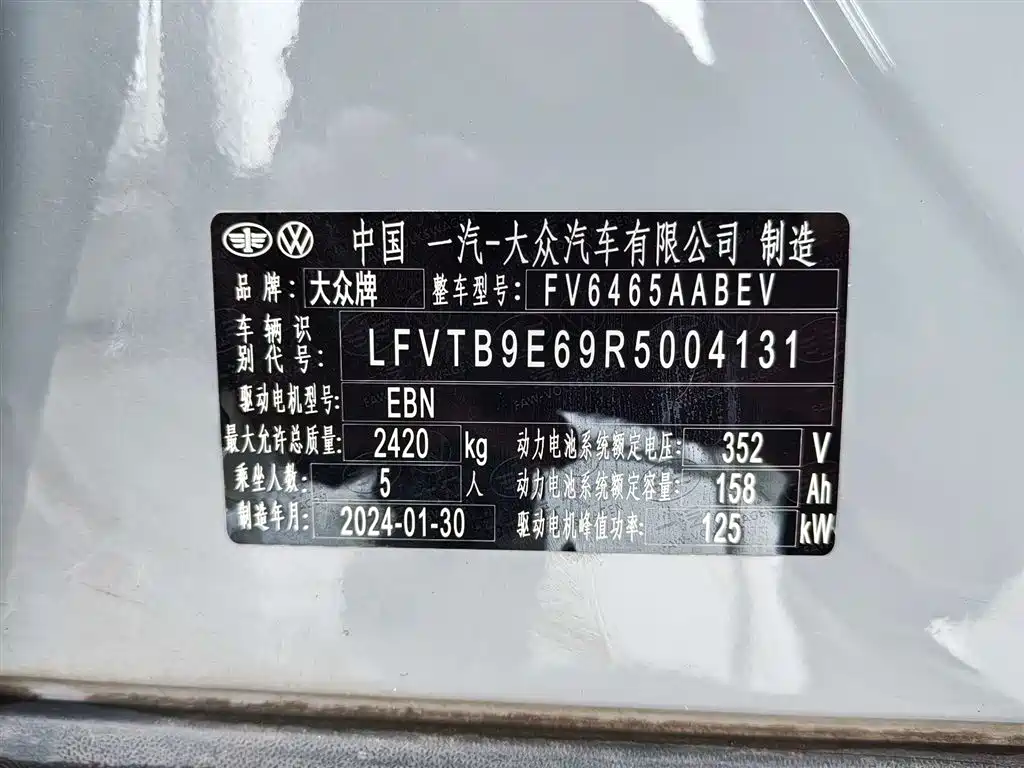 中国 一汽-大众汽车有限公司 制造
品牌: 大众牌 整车型号: FV6465AABEV
车辆识别代号: LFVTB9E69R5004131
驱动电机型号: EBN
最大允许总质量: 2420 kg 动力电池系统额定电压: 352 V
乘坐人数: 5 人 动力电池系统额定容量: 158 Ah
制造年月: 2024-01-30 驱动电机峰值功率: 125 kW